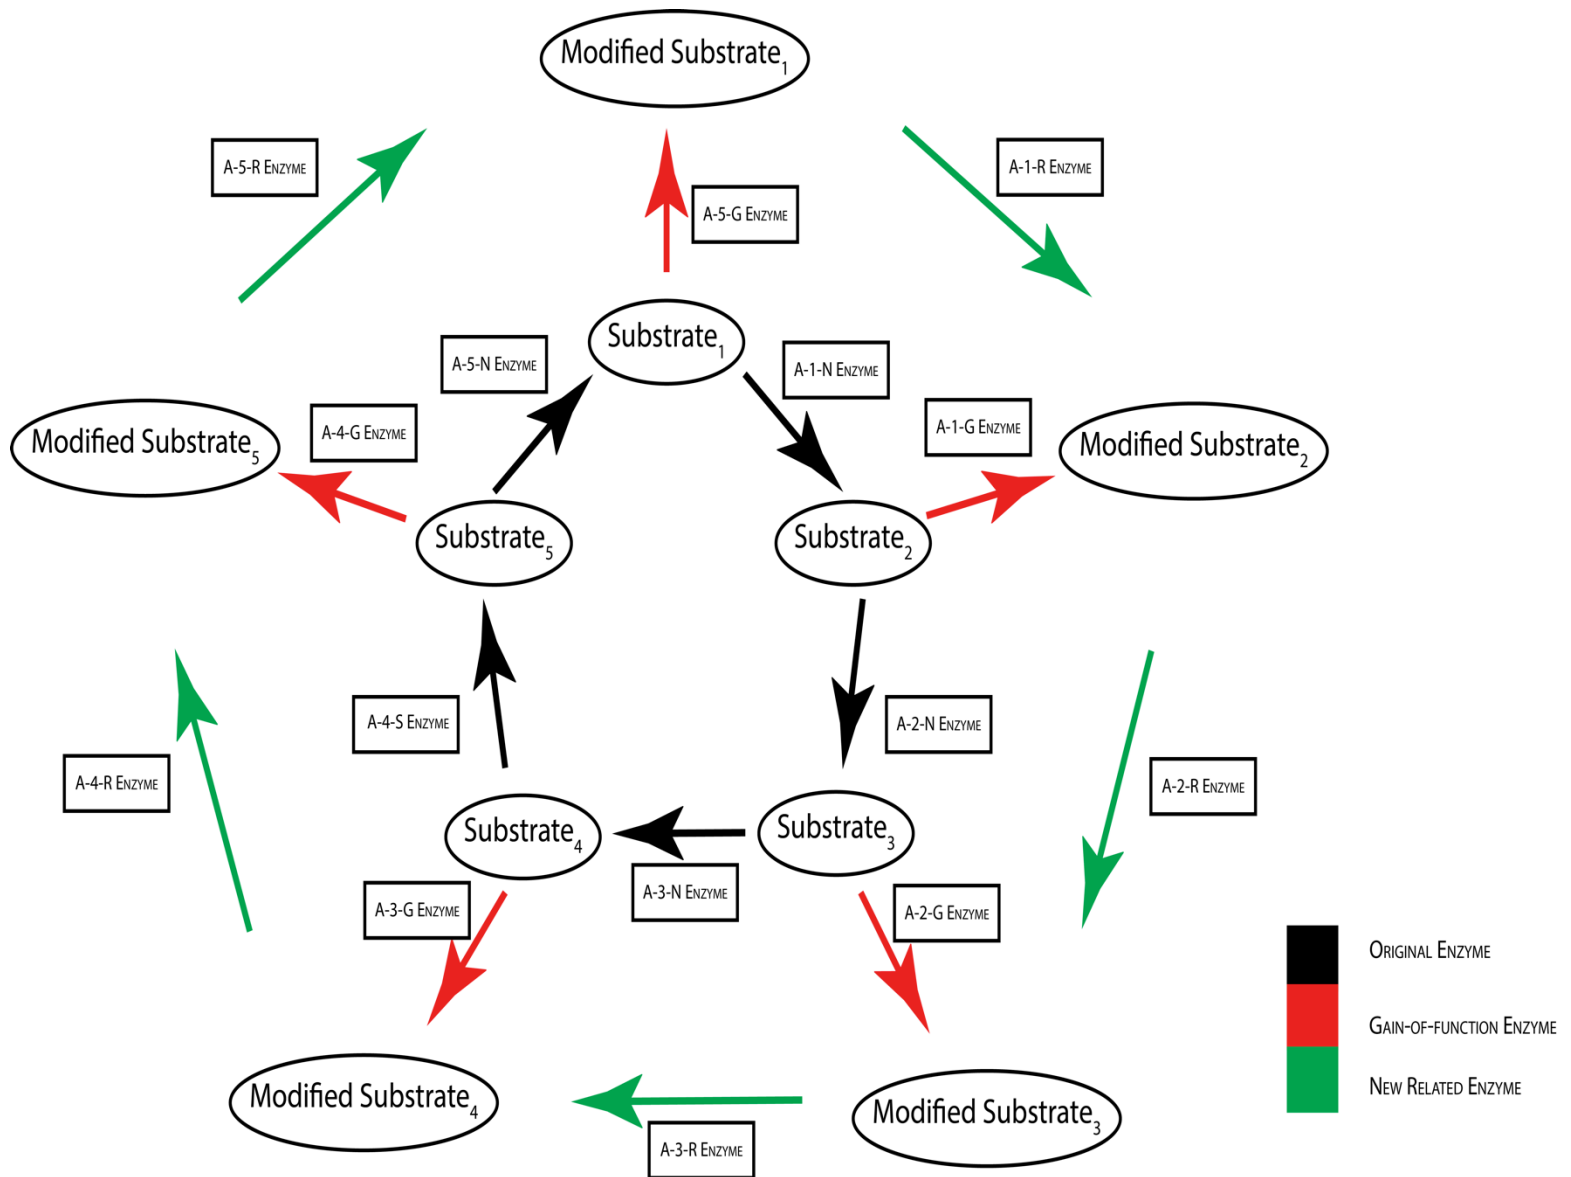 Modified Substrate1
A-5-R Enzyme
A-1-R Enzyme
A-5-G Enzyme
Substrate1
A-5-N Enzyme
A-1-N Enzyme
Modified Substrate5
A-4-G Enzyme
A-1-G Enzyme
Modified Substrate2
Substrate5
Substrate2
A-4-S Enzyme
A-2-N Enzyme
A-4-R Enzyme
A-2-R Enzyme
Substrate4
Substrate3
A-3-N Enzyme
A-3-G Enzyme
A-2-G Enzyme
Original Enzyme
Gain-of-function Enzyme
New Related Enzyme
Modified Substrate4
Modified Substrate3
A-3-R Enzyme